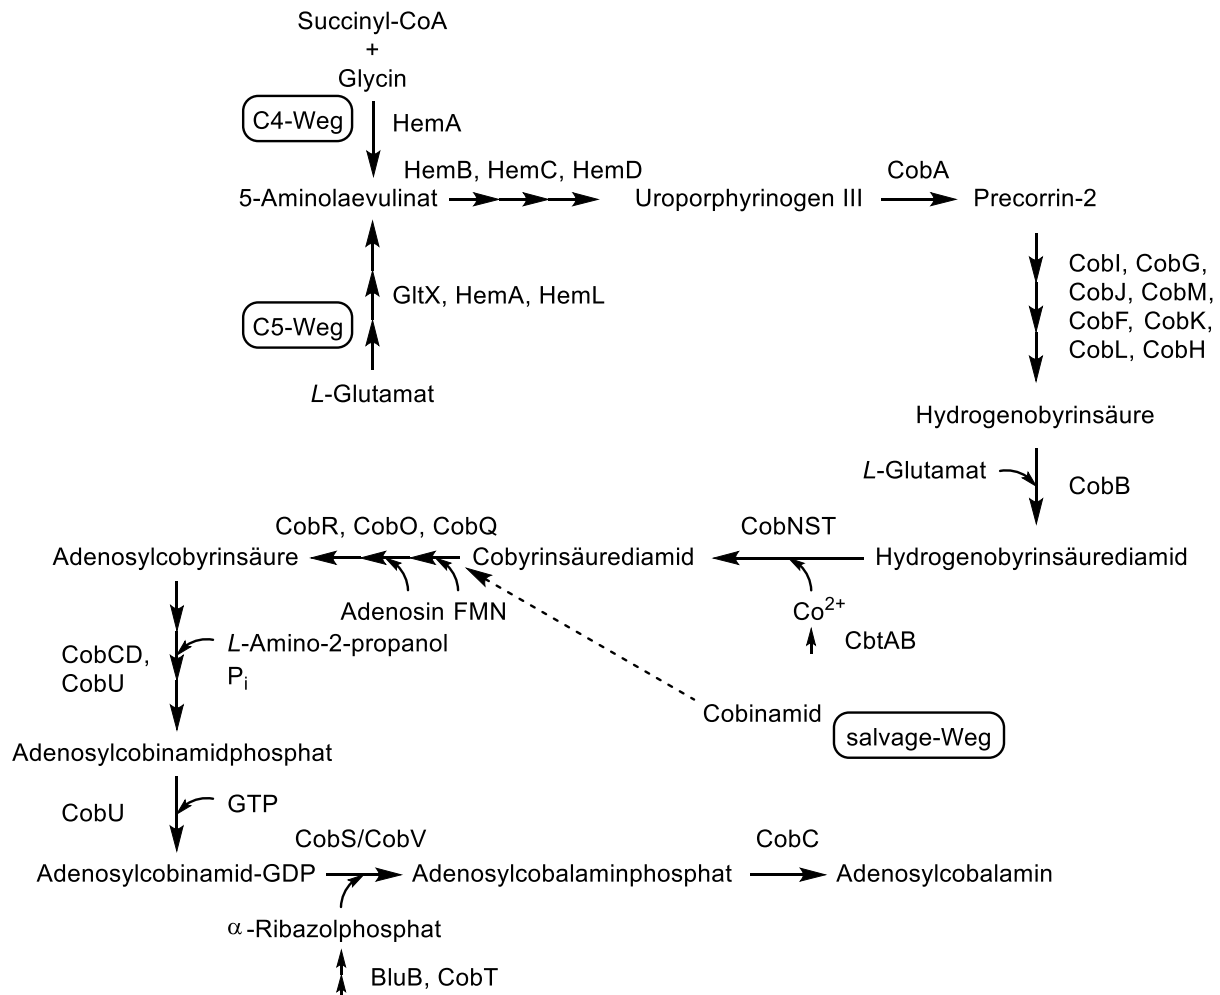 Succinyl-CoA
+
Glycin
C4-Weg
HemA
HemB, HemC, HemD
CobA
5-Aminolaevulinat
Uroporphyrinogen III
Precorrin-2
GltX, HemA, HemL
C5-Weg
L-Glutamat
CobI, CobG,
CobJ, CobM,
CobF, CobK,
CobL, CobH
Hydrogenobyrinsäure
L-Glutamat
CobB
CobR, CobO, CobQ
CobNST
Adenosylcobyrinsäure
Cobyrinsäurediamid
Hydrogenobyrinsäurediamid
Adenosin FMN
Co2+
CbtAB
CobCD,
CobU
L-Amino-2-propanol
Pi
Cobinamid
salvage-Weg
Adenosylcobinamidphosphat
CobU
GTP
CobS/CobV
CobC
Adenosylcobinamid-GDP
Adenosylcobalaminphosphat
Adenosylcobalamin
α-Ribazolphosphat
BluB, CobT